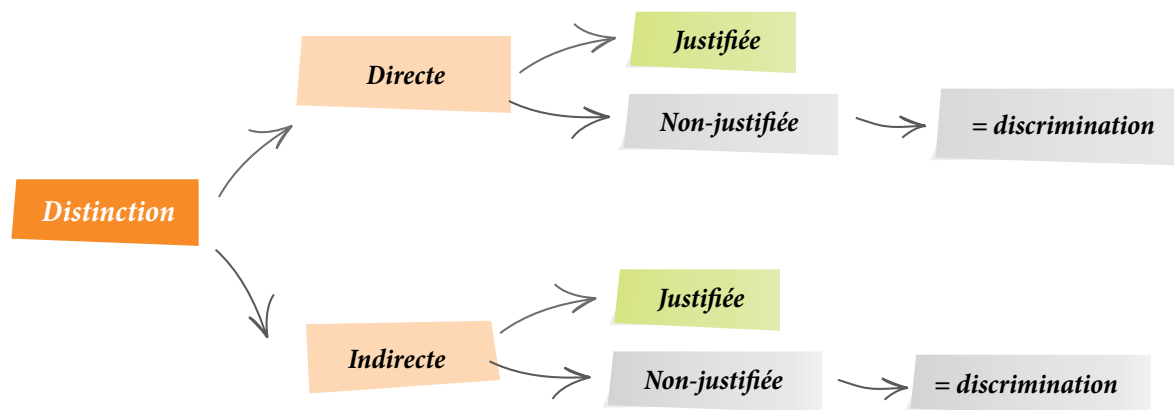 Justifiée
Directe
Non-justifiée
= discrimination
Distinction
Justifiée
Indirecte
Non-justifiée
= discrimination